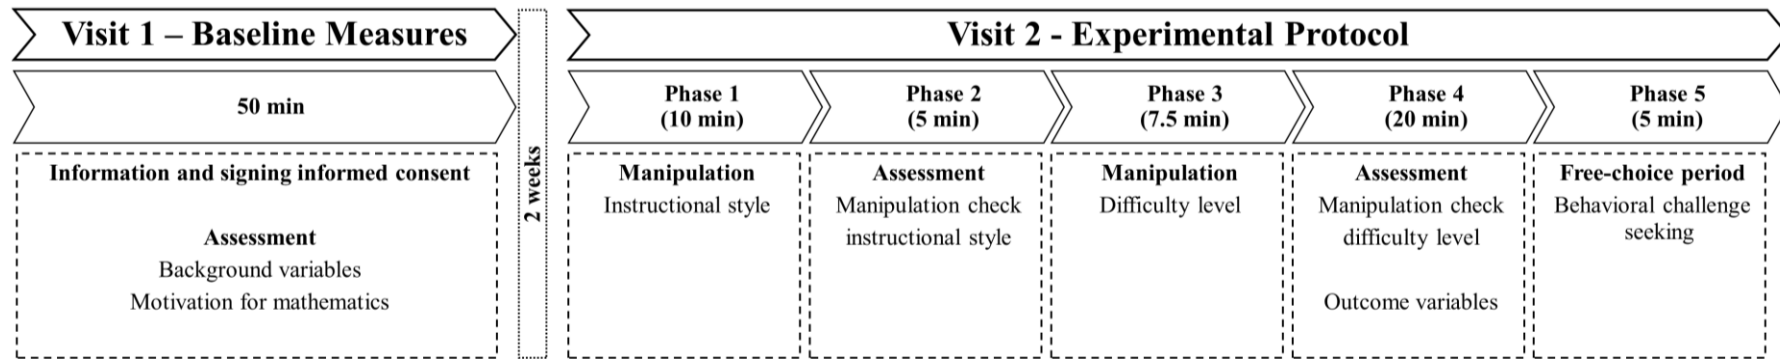 Visit 1 – Baseline Measures
50 min
Information and signing informed consent
Assessment
Background variables
Motivation for mathematics
2 weeks
Visit 2 - Experimental Protocol
Phase 1
(10 min)
Manipulation
Instructional style
Phase 2
(5 min)
Assessment
Manipulation check
instructional style
Phase 3
(7.5 min)
Manipulation
Difficulty level
Phase 4
(20 min)
Assessment
Manipulation check
difficulty level
Outcome variables
Phase 5
(5 min)
Free-choice period
Behavioral challenge
seeking